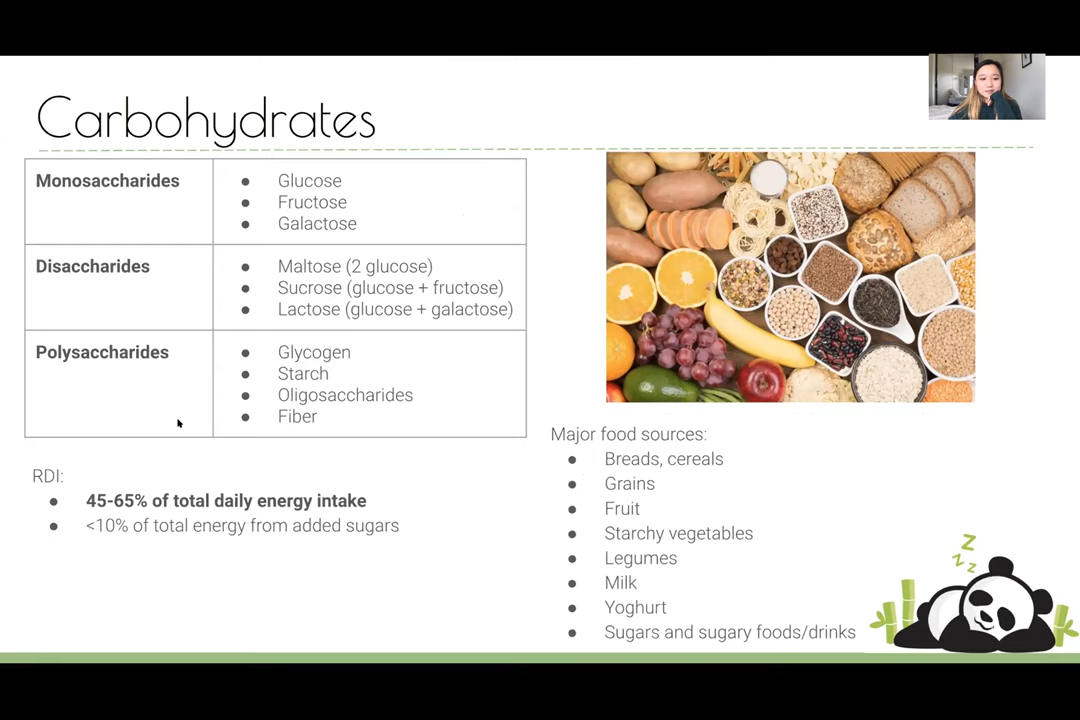 Carbohydrates
Monosaccharides
● Glucose
● Fructose
● Galactose
Disaccharides
● Maltose (2 glucose)
● Sucrose (glucose + fructose)
● Lactose (glucose + galactose)
Polysaccharides
● Glycogen
● Starch
● Oligosaccharides
● Fiber
RDI:
● 45-65% of total daily energy intake
● <10% of total energy from added sugars
Major food sources:
● Breads, cereals
● Grains
● Fruit
● Starchy vegetables
● Legumes
● Milk
● Yoghurt
● Sugars and sugary foods/drinks
Z
Z
Z